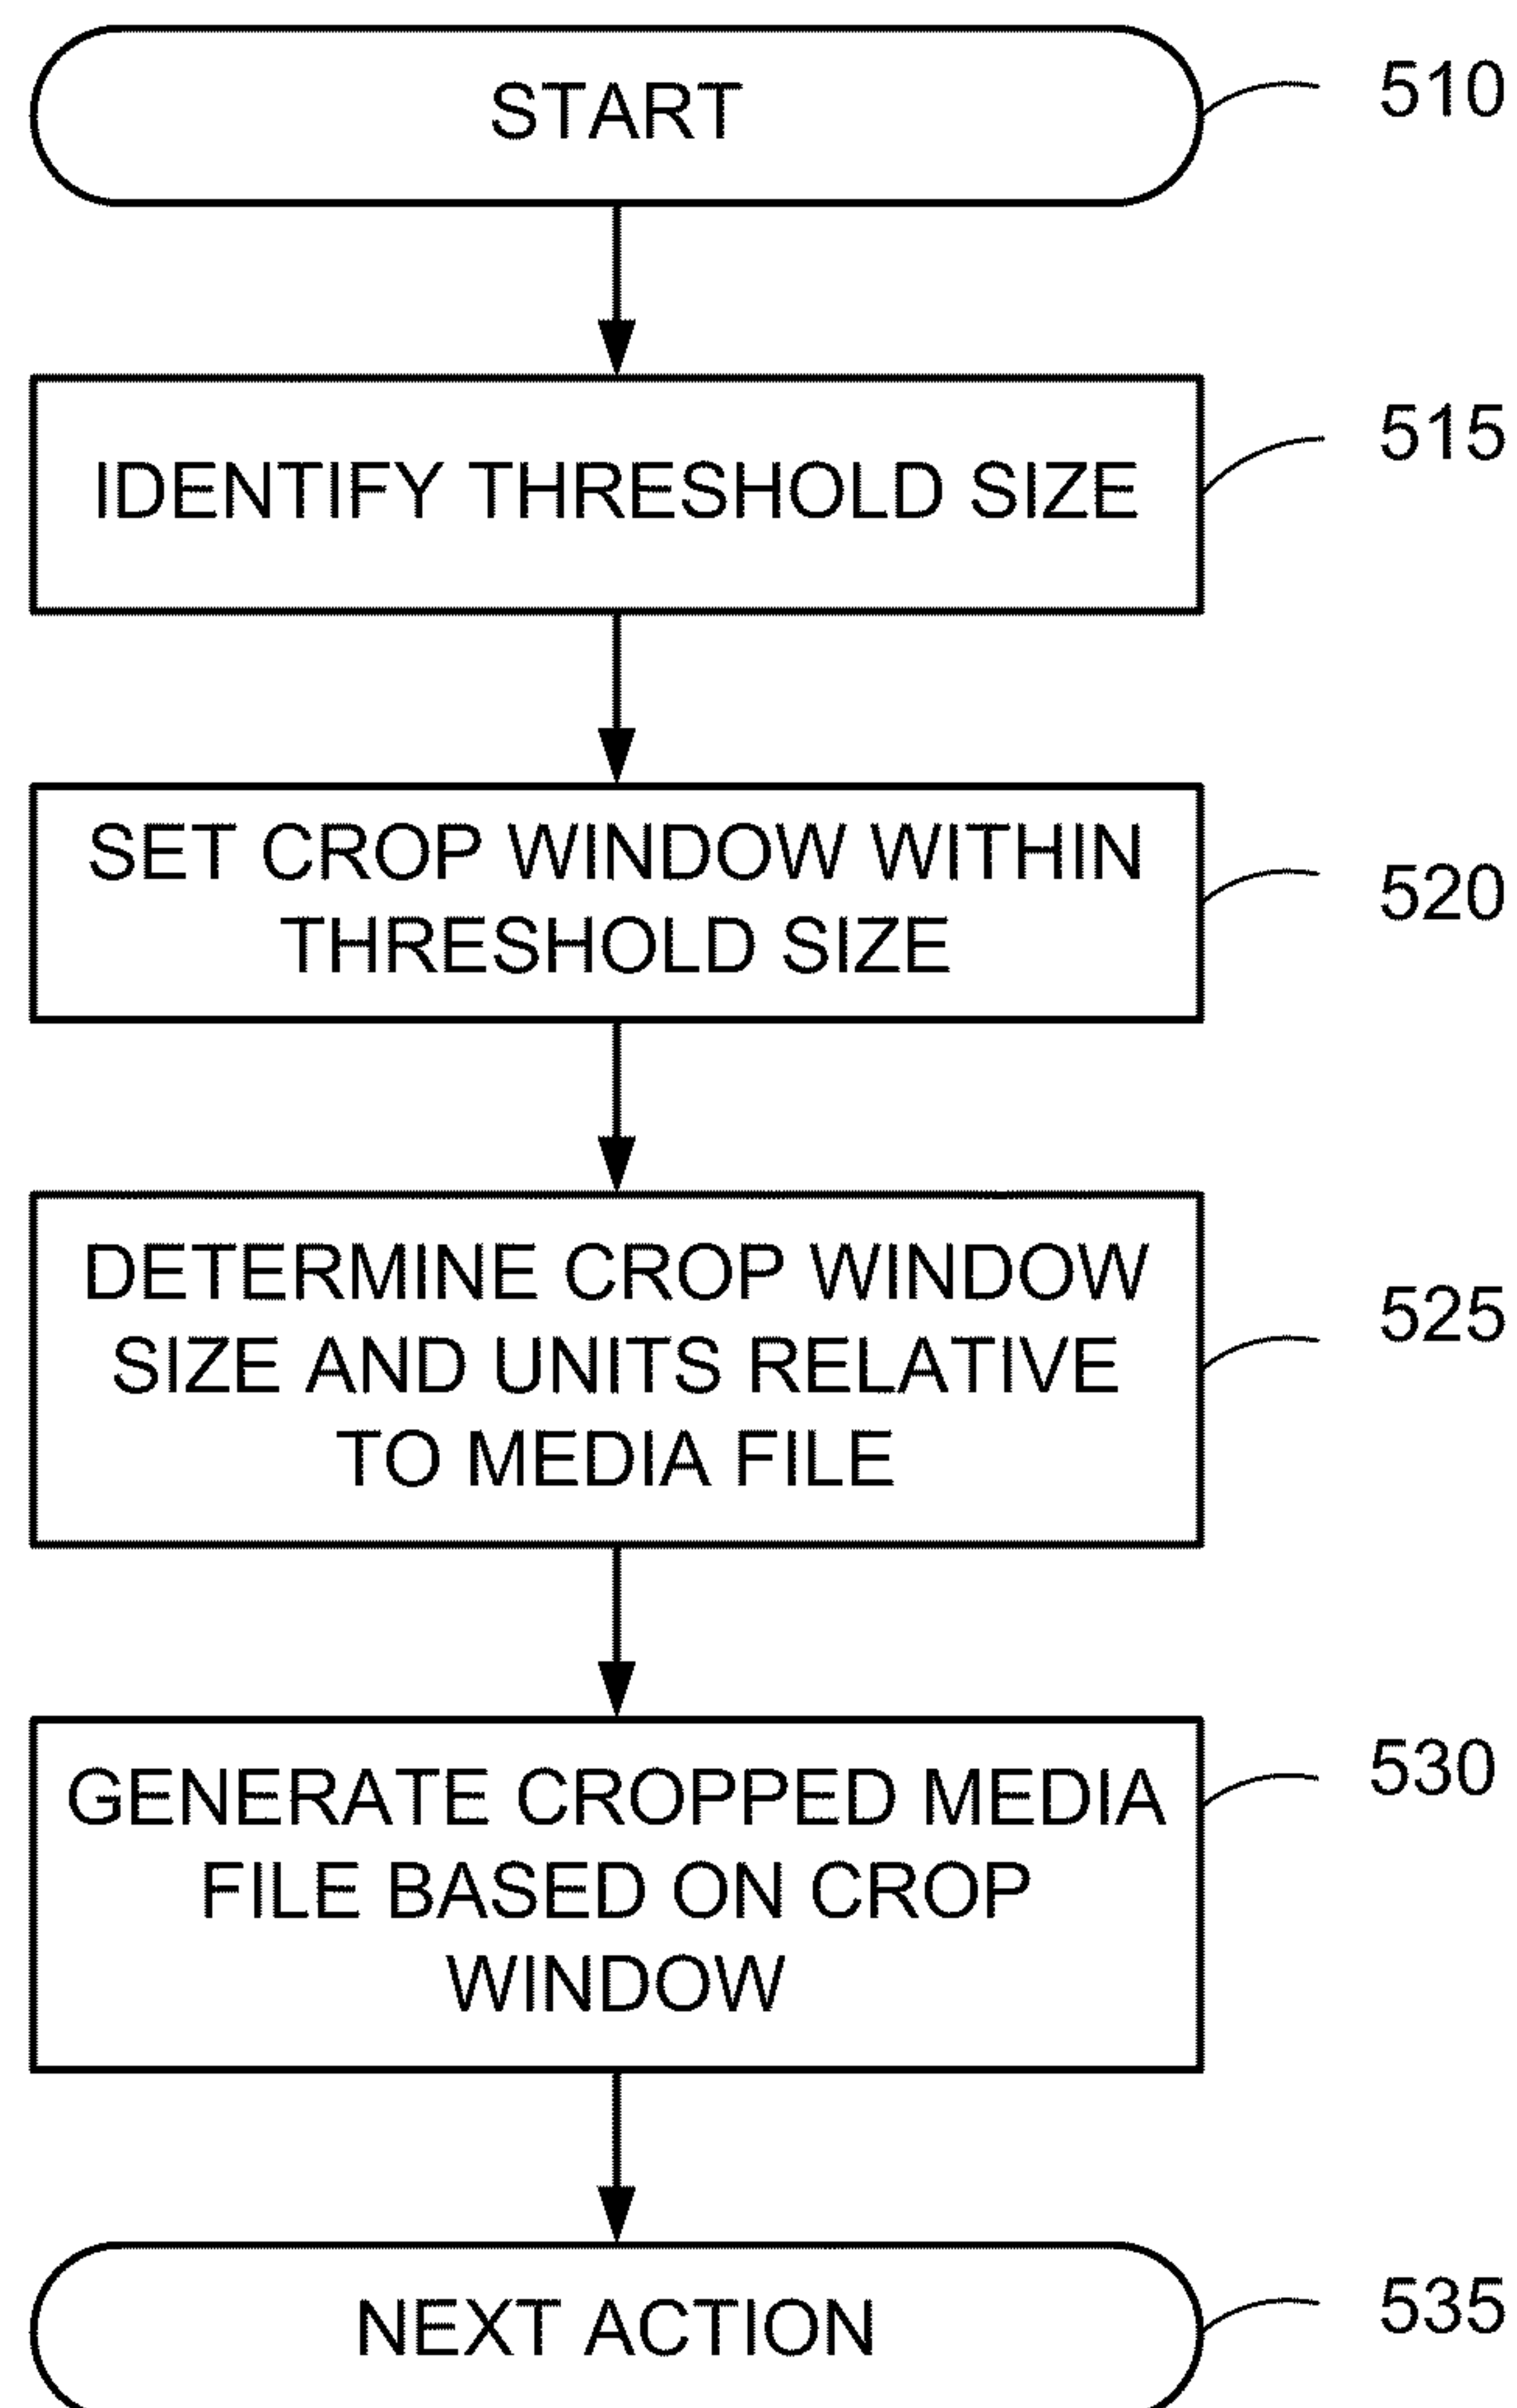 START
510
IDENTIFY THRESHOLD SIZE
515
SET CROP WINDOW WITHIN
THRESHOLD SIZE
520
DETERMINE CROP WINDOW
SIZE AND UNITS RELATIVE
TO MEDIA FILE
525
GENERATE CROPPED MEDIA
FILE BASED ON CROP
WINDOW
530
NEXT ACTION
535